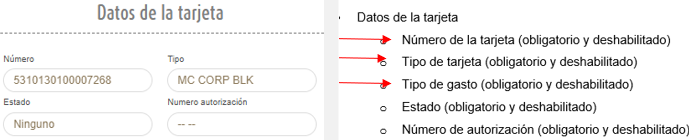 Datos de la tarjeta
Número Tipo
5310130100007268 MC CORP BLK
Estado Numero autorización
Ninguno -- --
Datos de la tarjeta
Número de la tarjeta (obligatorio y deshabilitado)
Tipo de tarjeta (obligatorio y deshabilitado)
Tipo de gasto (obligatorio y deshabilitado)
Estado (obligatorio y deshabilitado)
Número de autorización (obligatorio y deshabilitado)